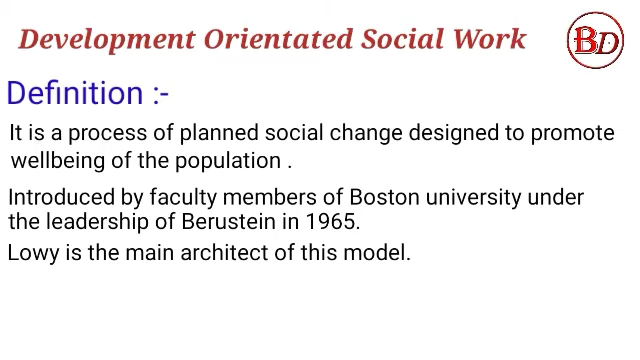 Development Orientated Social Work
BD
Definition :-
It is a process of planned social change designed to promote
wellbeing of the population .
Introduced by faculty members of Boston university under
the leadership of Berustein in 1965.
Lowy is the main architect of this model.